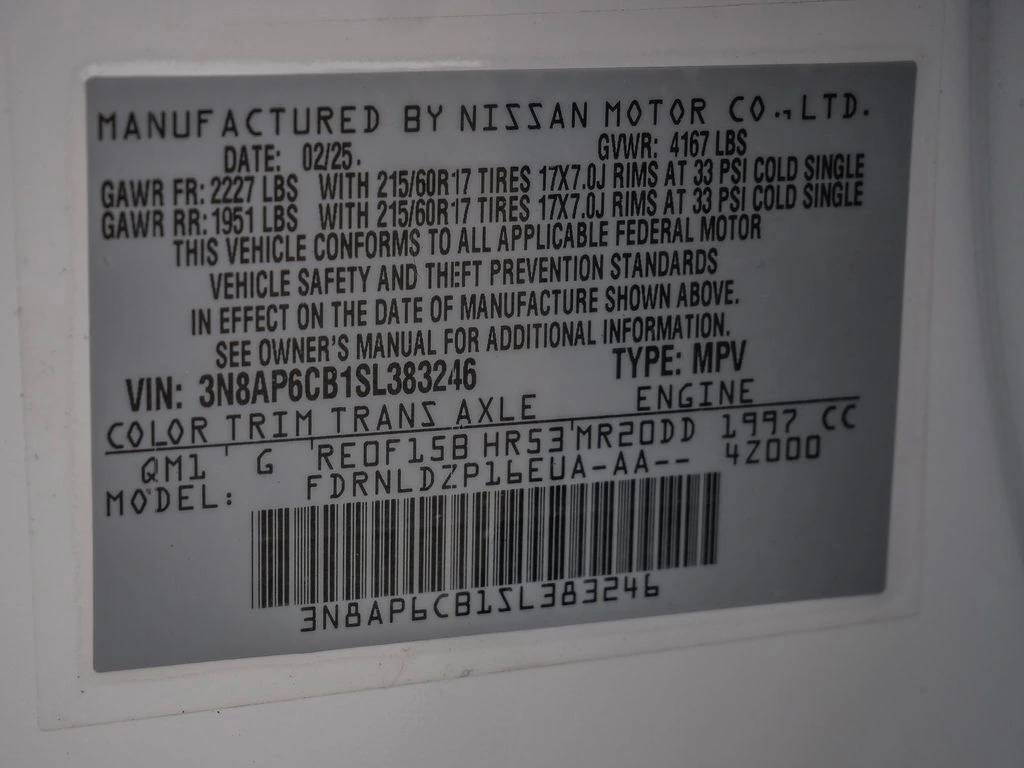 MANUFACTURED BY NISSAN MOTOR CO., LTD.
DATE: 02/25. GVWR: 4167 LBS
GAWR FR: 2227 LBS WITH 215/60R17 TIRES 17X7.0J RIMS AT 33 PSI COLD SINGLE
GAWR RR: 1951 LBS WITH 215/60R17 TIRES 17X7.0J RIMS AT 33 PSI COLD SINGLE
THIS VEHICLE CONFORMS TO ALL APPLICABLE FEDERAL MOTOR
VEHICLE SAFETY AND THEFT PREVENTION STANDARDS
IN EFFECT ON THE DATE OF MANUFACTURE SHOWN ABOVE.
SEE OWNER'S MANUAL FOR ADDITIONAL INFORMATION.
VIN: 3N8AP6CB1SL383246 TYPE: MPV
COLOR TRIM TRANS AXLE ENGINE
QM1 G RE0F15B HR53 MR20DD 1997 CC
MODEL: FDRNLDZP16EUA-AA-- 4Z000
3N8AP6CB1SL383246